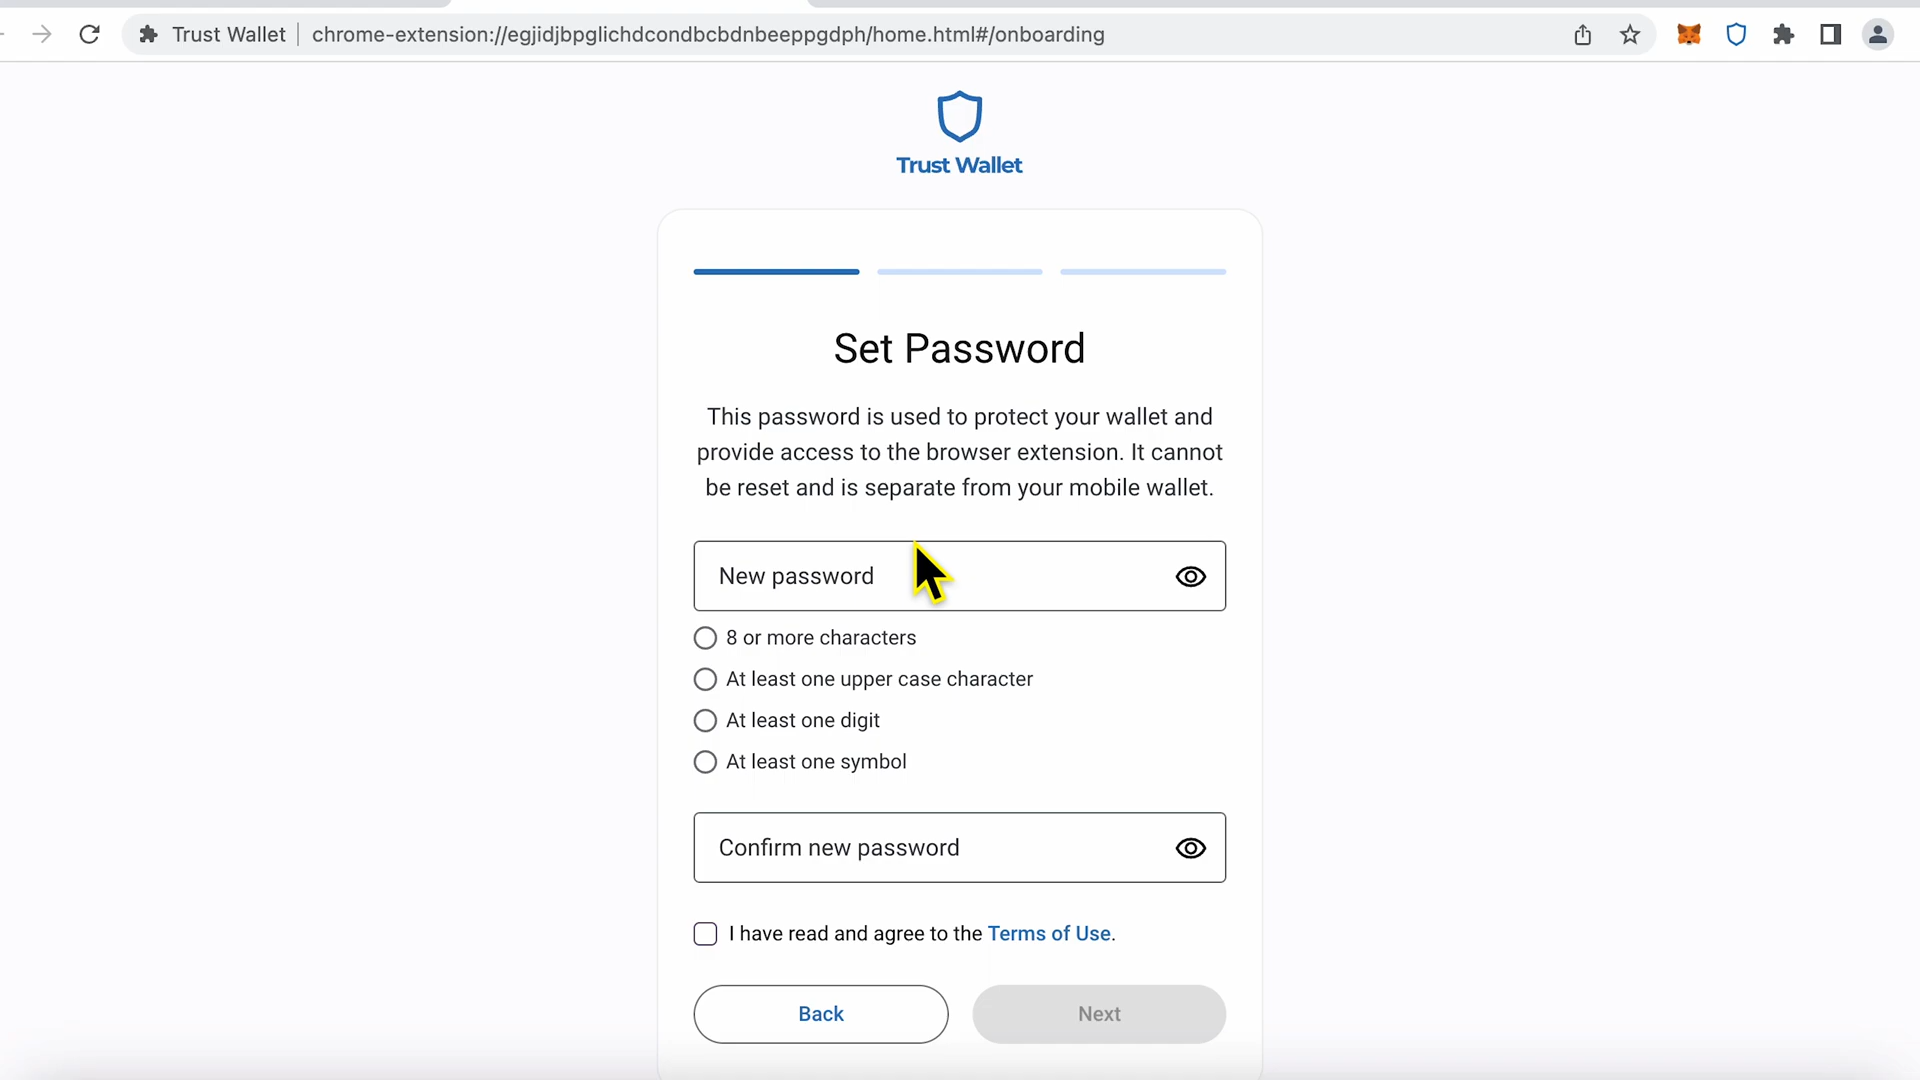 Trust Wallet
chrome-extension://egjidjbpglichdcondbcbdnbeeppgdph/home.html#/onboarding
Trust Wallet
Set Password
This password is used to protect your wallet and
provide access to the browser extension. It cannot
be reset and is separate from your mobile wallet.
New password
8 or more characters
At least one upper case character
At least one digit
At least one symbol
Confirm new password
I have read and agree to the Terms of Use.
Back
Next